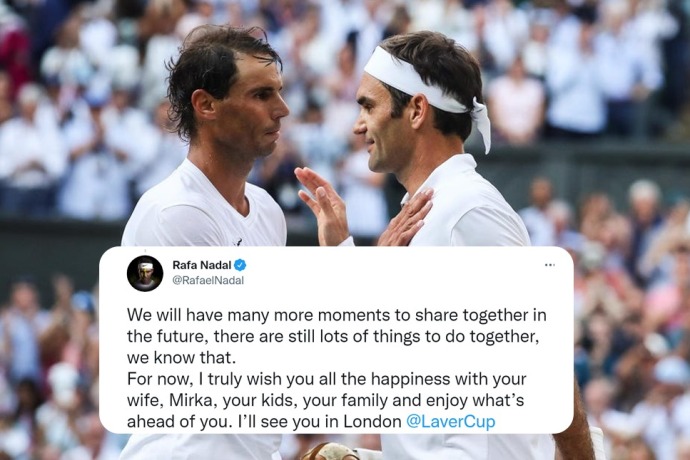 Rafa Nadal
@RafaelNadal
We will have many more moments to share together in
the future, there are still lots of things to do together,
we know that.
For now, I truly wish you all the happiness with your
wife, Mirka, your kids, your family and enjoy what’s
ahead of you. I’ll see you in London @LaverCup